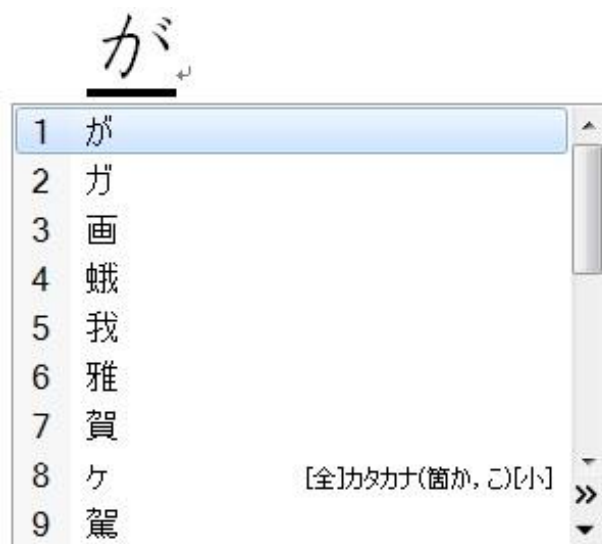 が
1 が
2 ガ
3 画
4 蛾
5 我
6 雅
7 賀
8 ヶ [全]カタカナ(箇か,こ)[小]
9 駕